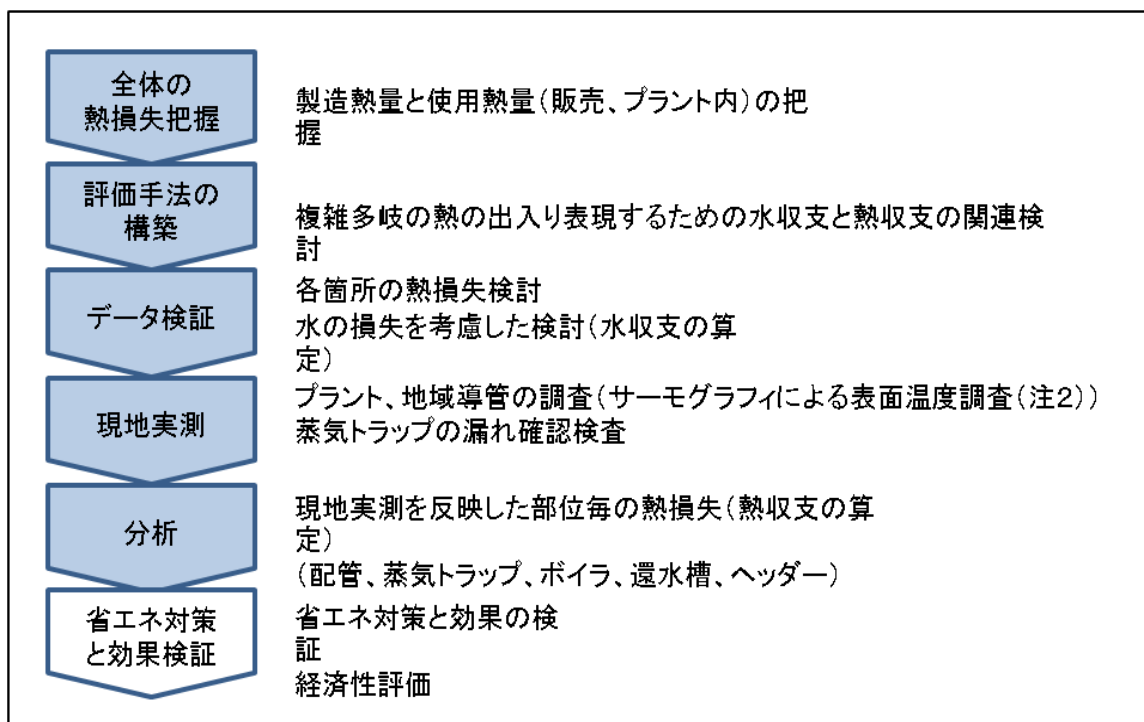 全体の
熱損失把握
製造熱量と使用熱量(販売、プラント内)の把
握
評価手法の
構築
複雑多岐の熱の出入り表現するための水収支と熱収支の関連検
討
データ検証
各箇所の熱損失検討
水の損失を考慮した検討(水収支の算
定)
現地実測
プラント、地域導管の調査(サーモグラフィによる表面温度調査(注2))
蒸気トラップの漏れ確認検査
分析
現地実測を反映した部位毎の熱損失(熱収支の算
定)
(配管、蒸気トラップ、ボイラ、還水槽、ヘッダー)
省エネ対策
と効果検証
省エネ対策と効果の検
証
経済性評価